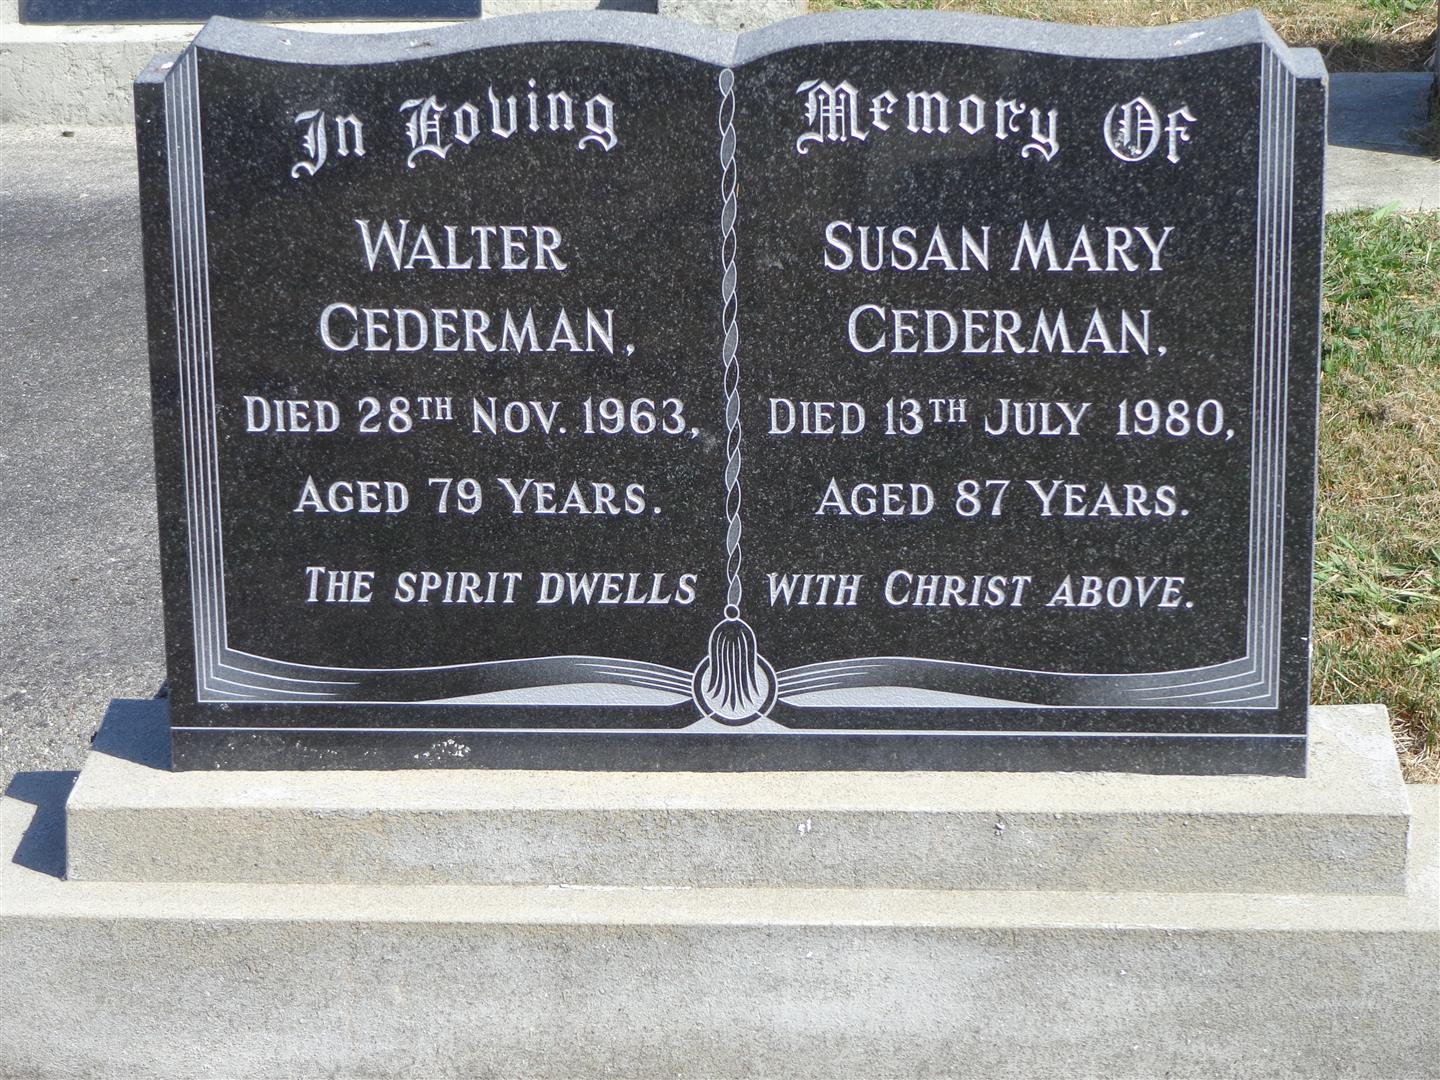 In Loving Memory Of
WALTER
CEDERMAN,
DIED 28TH NOV. 1963,
AGED 79 YEARS.
SUSAN MARY
CEDERMAN,
DIED 13TH JULY 1980,
AGED 87 YEARS.
THE SPIRIT DWELLS WITH CHRIST ABOVE.